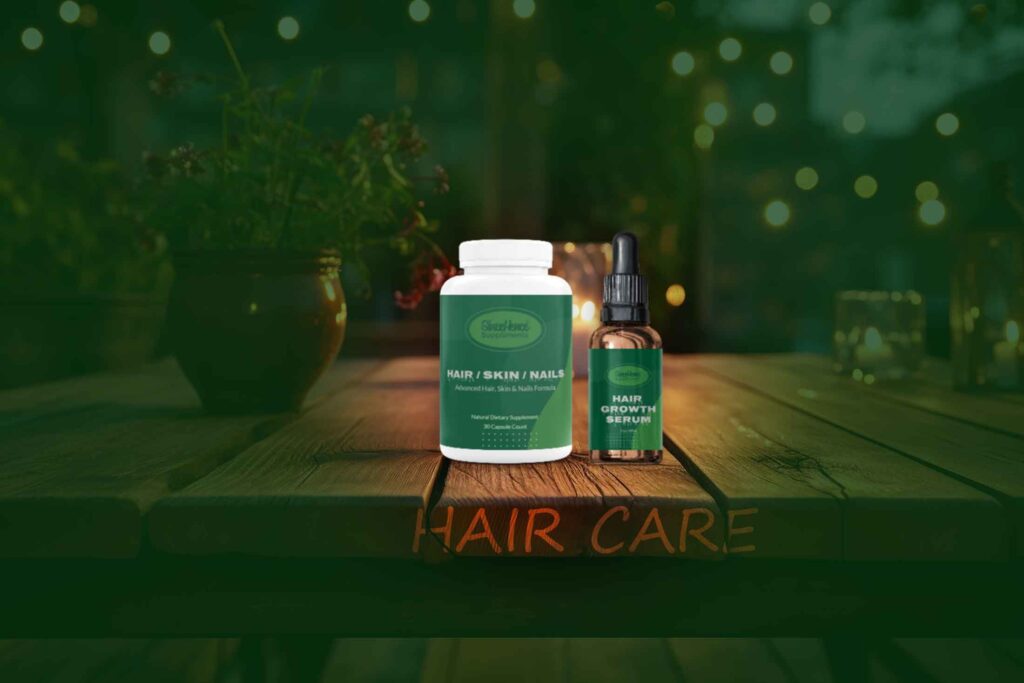 Supplements
HAIR / SKIN / NAILS
Advanced Hair, Skin & Nails Formula
Natural Dietary Supplement
30 Capsule Count
HAIR
GROWTH
SERUM
HAIR CARE